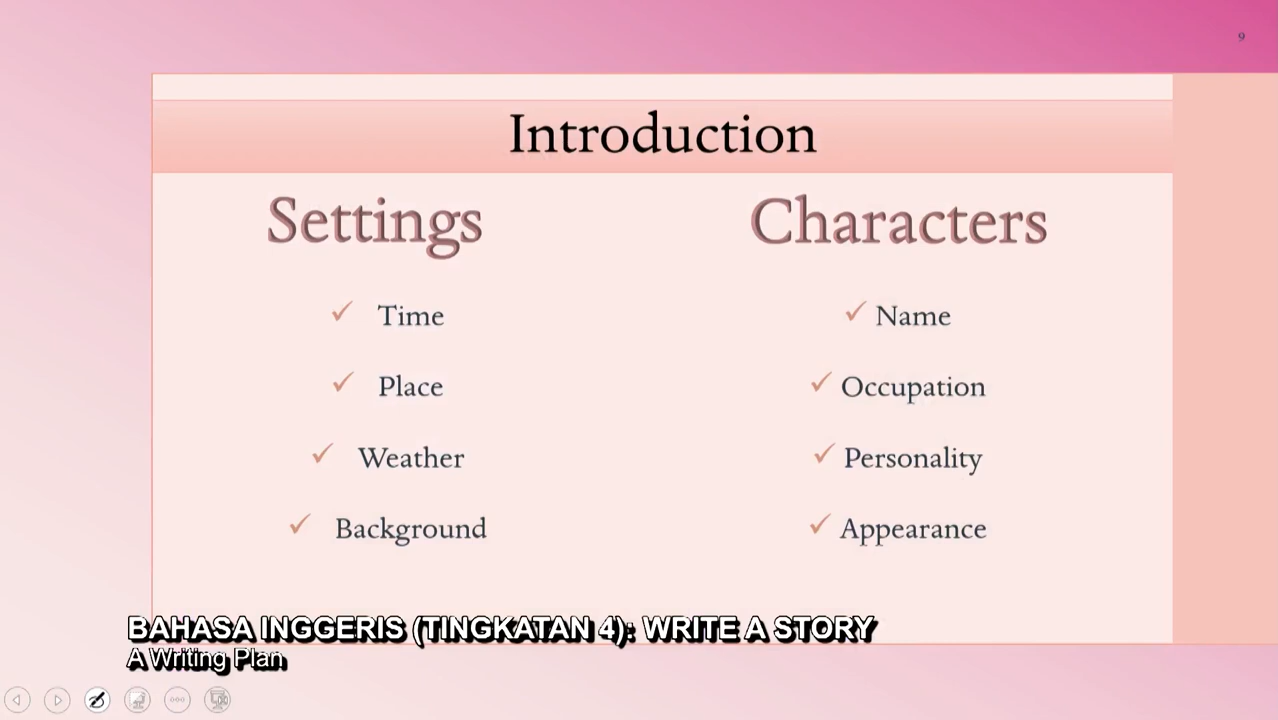 9
Introduction
Settings
Time
Place
Weather
Background
Characters
Name
Occupation
Personality
Appearance
BAHASA INGGERIS (TINGKATAN 4): WRITE A STORY
A Writing Plan